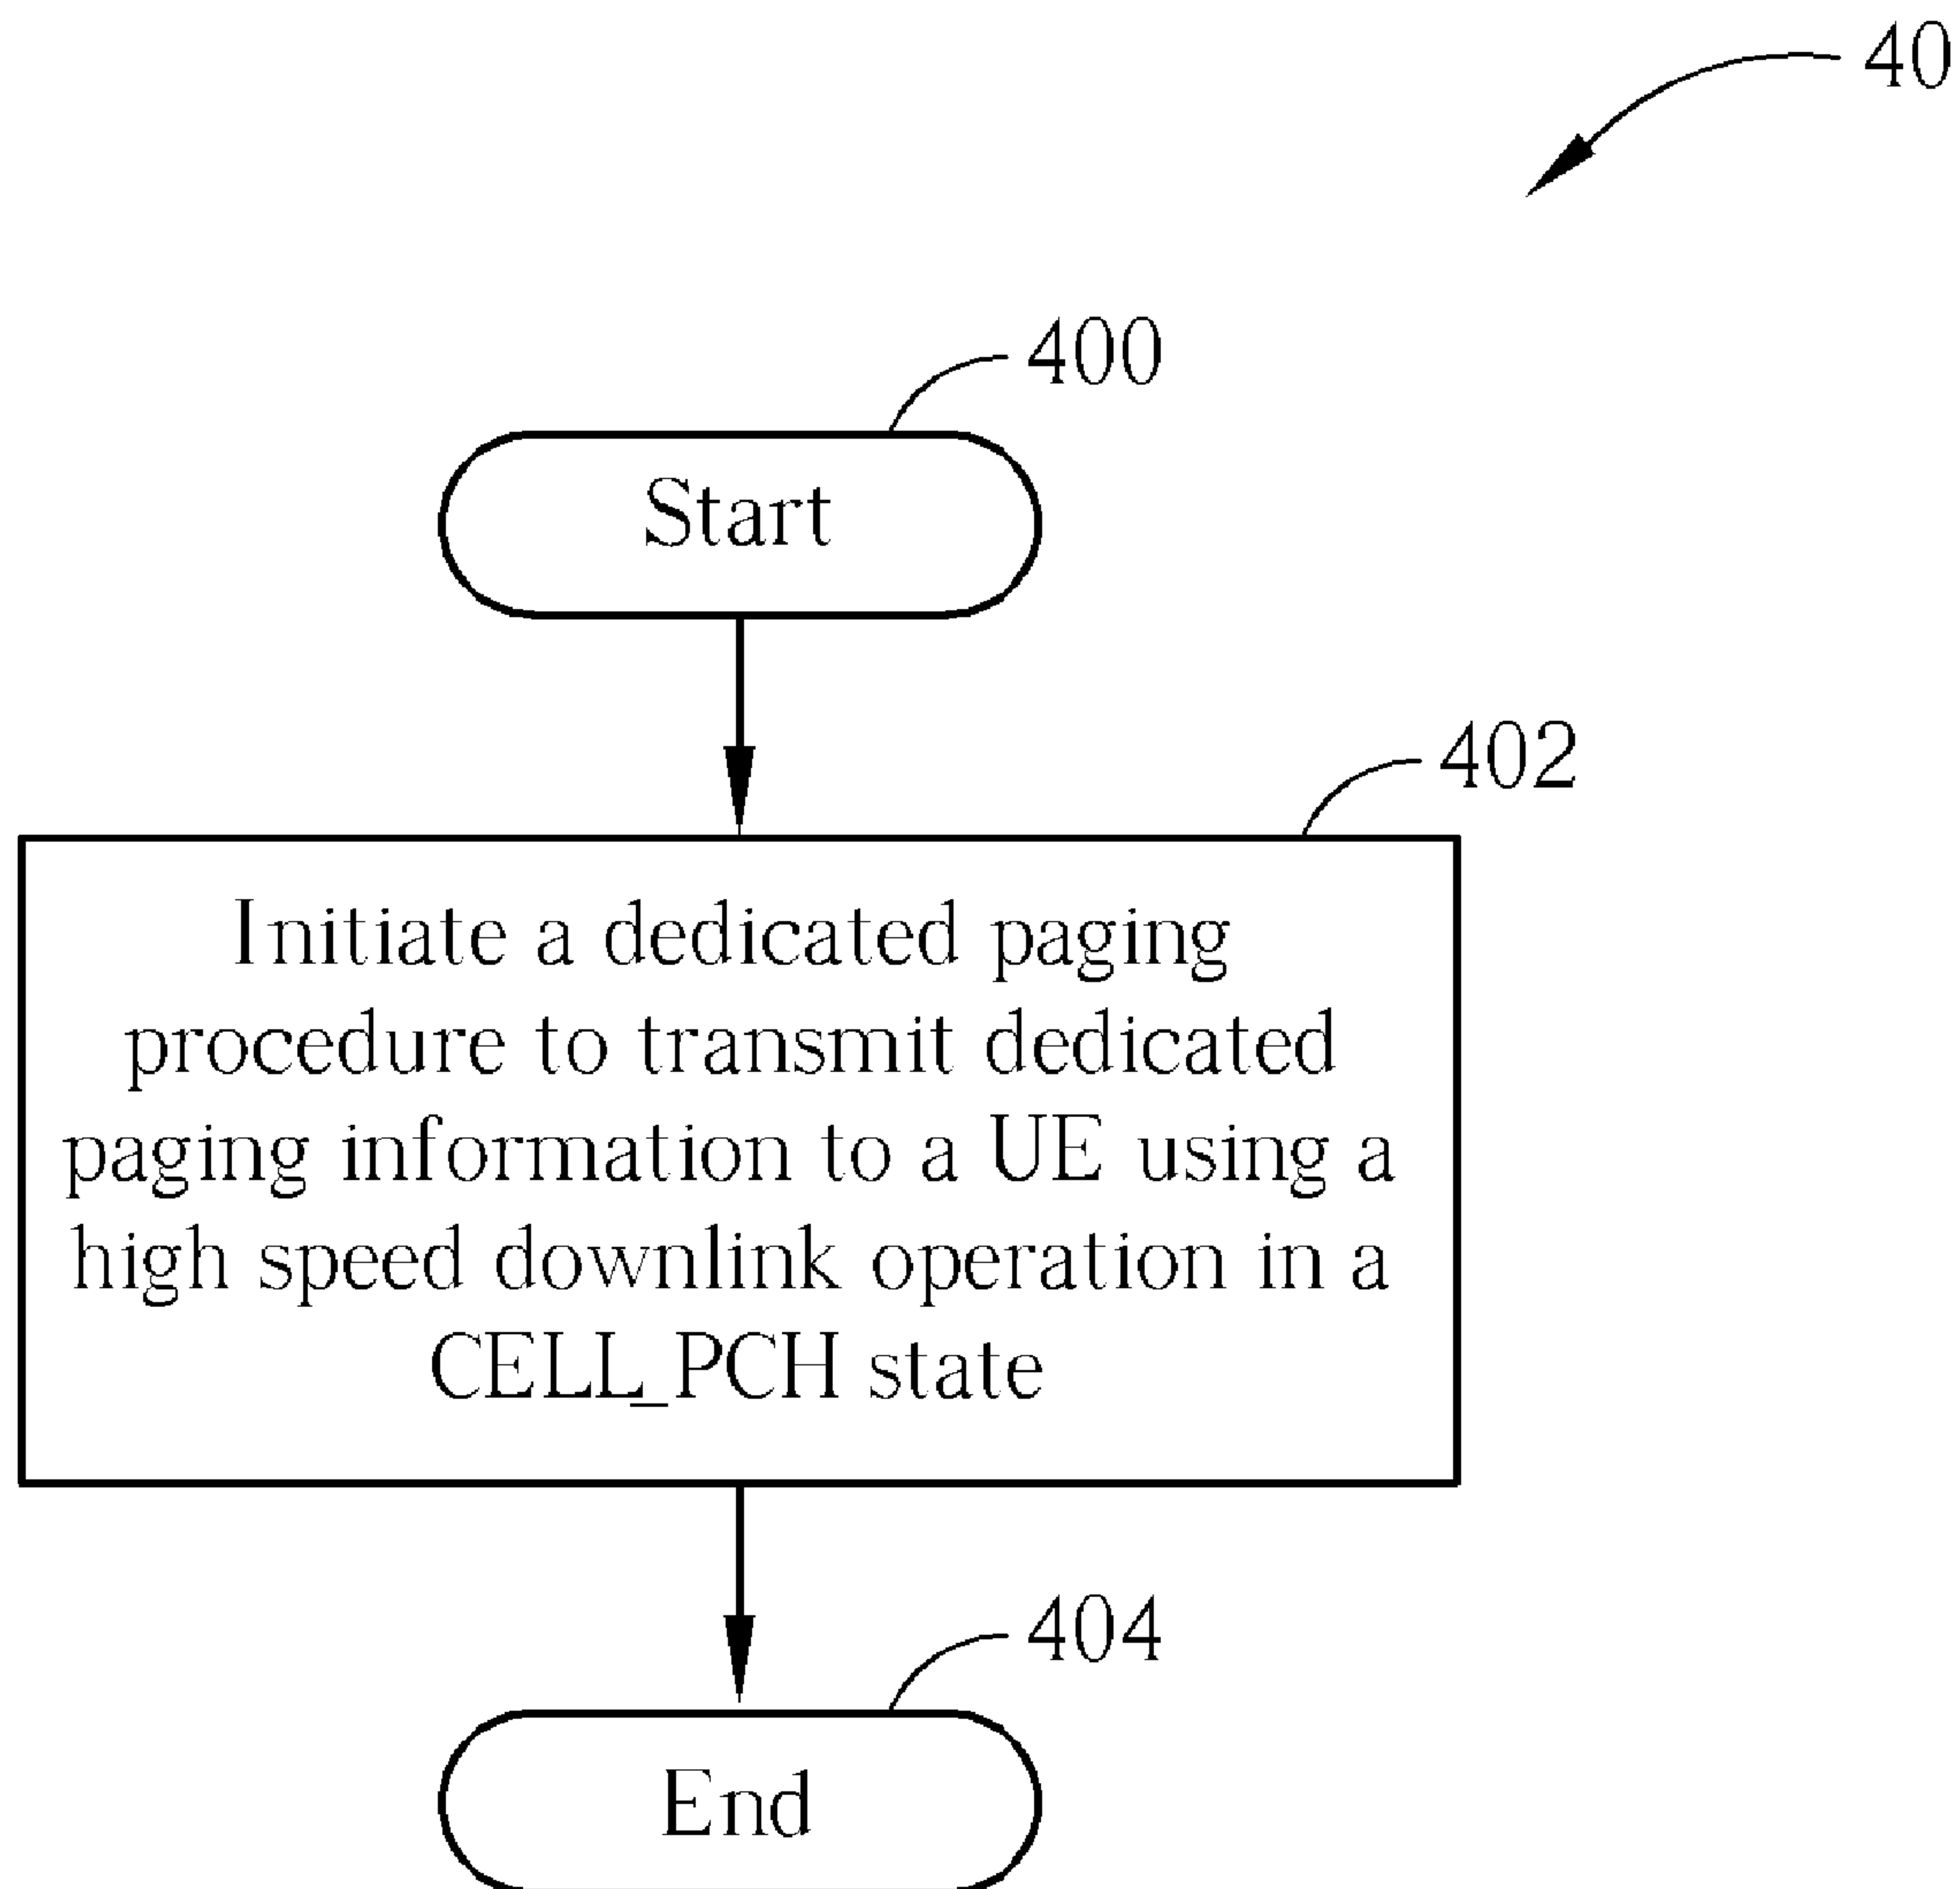 40
400
Start
402
Initiate a dedicated paging
procedure to transmit dedicated
paging information to a UE using a
high speed downlink operation in a
CELL_PCH state
404
End